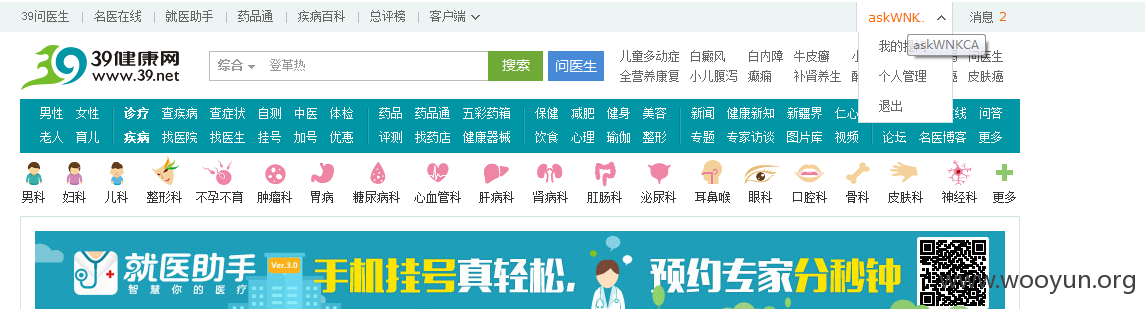 39问医生 名医在线 就医助手 药品通 疾病百科 总评榜 客户端 askWNK. 消息 2
askWNKCA
我的
个人管理
退出
39健康网
www.39.net
综合 登革热 搜索 问医生
儿童多动症 白癜风 白内障 牛皮癣 问医生
全营养康复 小儿腹泻 癫痫 补肾养生 皮肤癌
男性 女性 诊疗 查疾病 查症状 自测 中医 体检 药品 药品通 五彩药箱 保健 减肥 健身 美容 新闻 健康新知 新疆界 仁心 在线 问答
老人 育儿 疾病 找医院 找医生 挂号 加号 优惠 评测 找药店 健康器械 饮食 心理 瑜伽 整形 专题 专家访谈 图片库 视频 论坛 名医博客 更多
男科 妇科 儿科 整形科 不孕不育 肿瘤科 胃病 糖尿病科 心血管科 肝病科 肾病科 肛肠科 泌尿科 耳鼻喉 眼科 口腔科 骨科 皮肤科 神经科 更多
就医助手 Ver.3.0
智慧你的医疗
手机挂号真轻松, 预约专家分秒钟
www.wooyun.org